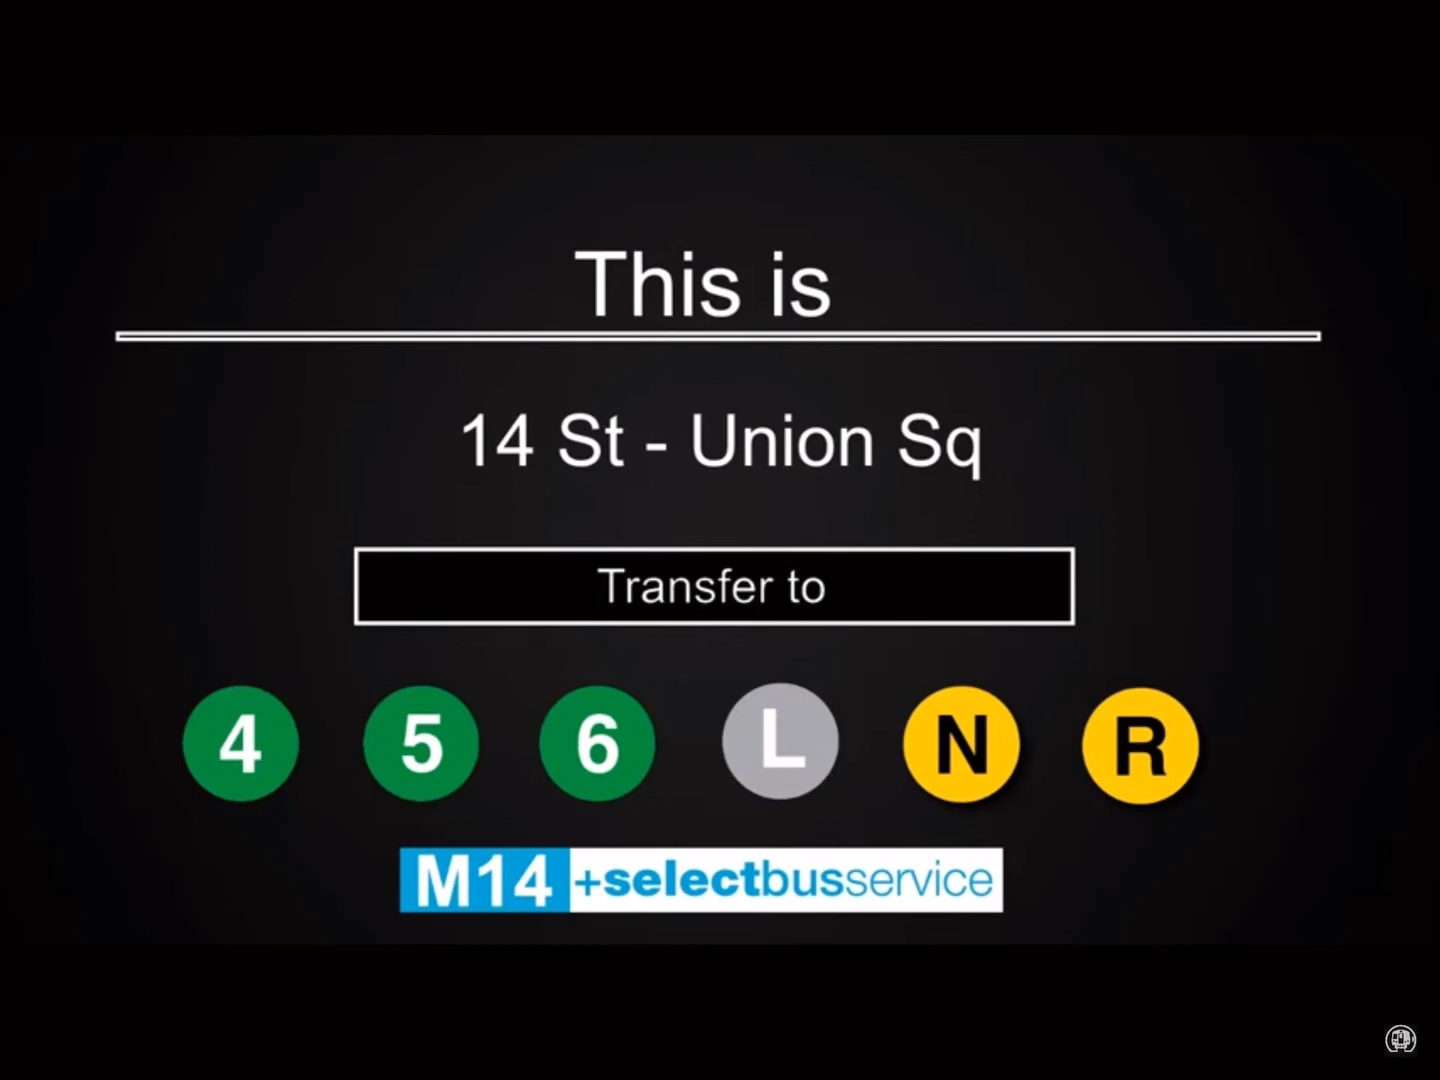 This is
14 St - Union Sq
Transfer to
4 5 6 L N R
M14 +selectbusservice